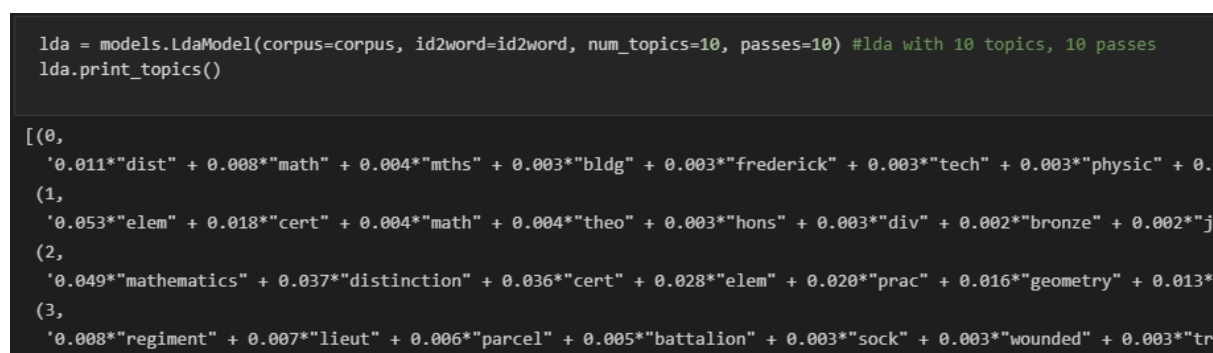 lda = models.LdaModel(corpus=corpus, id2word=id2word, num_topics=10, passes=10) #lda with 10 topics, 10 passes
lda.print_topics()
[(0,
'0.011*"dist" + 0.008*"math" + 0.004*"mths" + 0.003*"bldg" + 0.003*"frederick" + 0.003*"tech" + 0.003*"physic" + 0.
(1,
'0.053*"elem" + 0.018*"cert" + 0.004*"math" + 0.004*"theo" + 0.003*"hons" + 0.003*"div" + 0.002*"bronze" + 0.002*"j
(2,
'0.049*"mathematics" + 0.037*"distinction" + 0.036*"cert" + 0.028*"elem" + 0.020*"prac" + 0.016*"geometry" + 0.013*
(3,
'0.008*"regiment" + 0.007*"lieut" + 0.006*"parcel" + 0.005*"battalion" + 0.003*"sock" + 0.003*"wounded" + 0.003*"tr